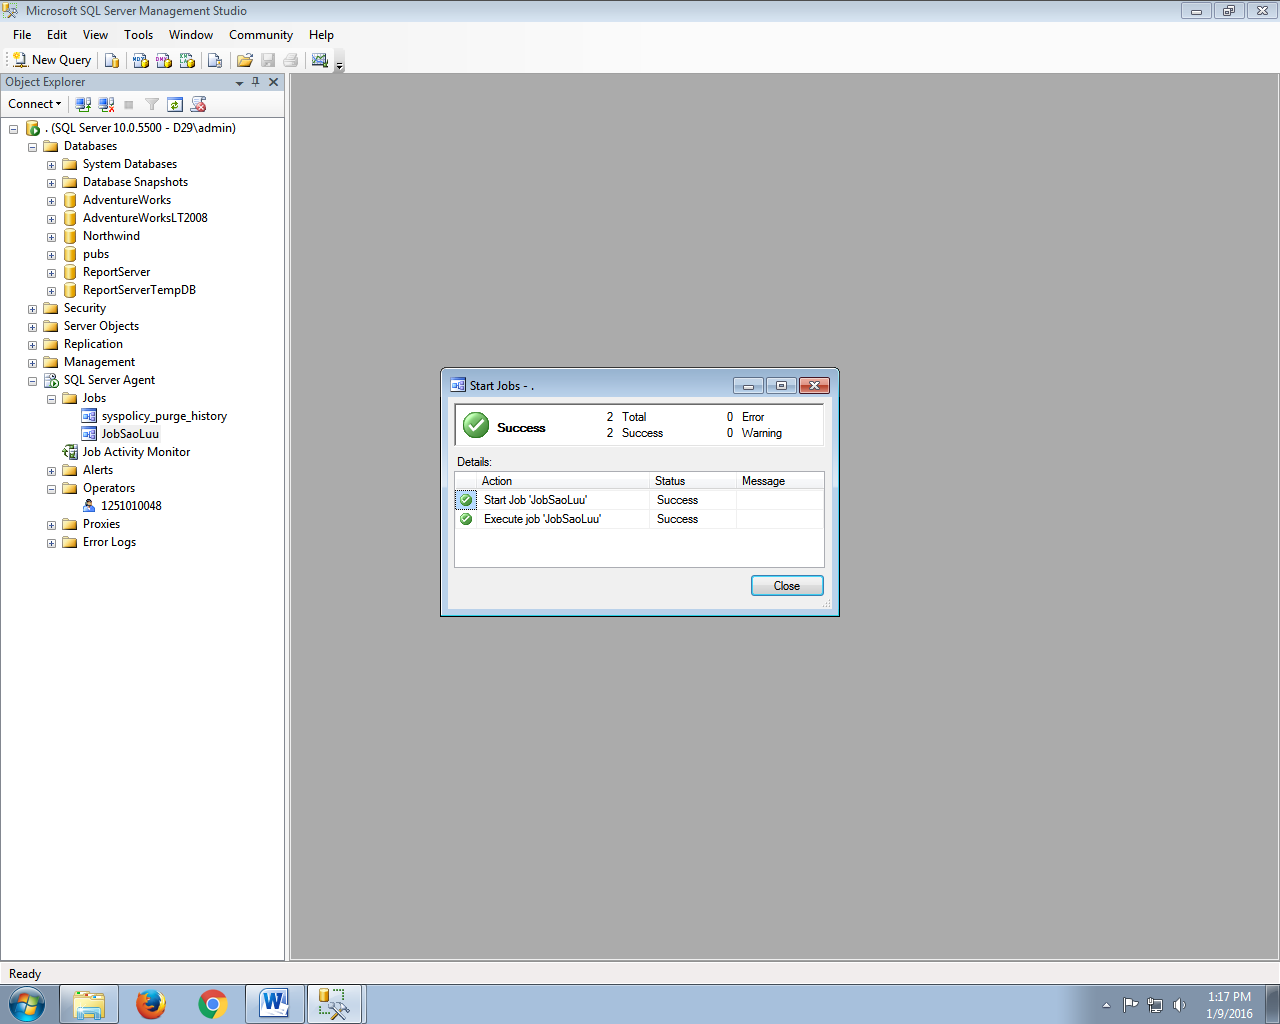 Microsoft SQL Server Management Studio
File Edit View Tools Window Community Help
New Query
Object Explorer
Connect
. (SQL Server 10.0.5500 - D29\admin)
Databases
System Databases
Database Snapshots
AdventureWorks
AdventureWorksLT2008
Northwind
pubs
ReportServer
ReportServerTempDB
Security
Server Objects
Replication
Management
SQL Server Agent
Jobs
syspolicy_purge_history
JobSaoLuu
Job Activity Monitor
Alerts
Operators
1251010048
Proxies
Error Logs
Start Jobs - .
Success
2 Total 0 Error
2 Success 0 Warning
Details:
Action Status Message
Start Job 'JobSaoLuu' Success
Execute job 'JobSaoLuu' Success
Close
Ready
1:17 PM
1/9/2016